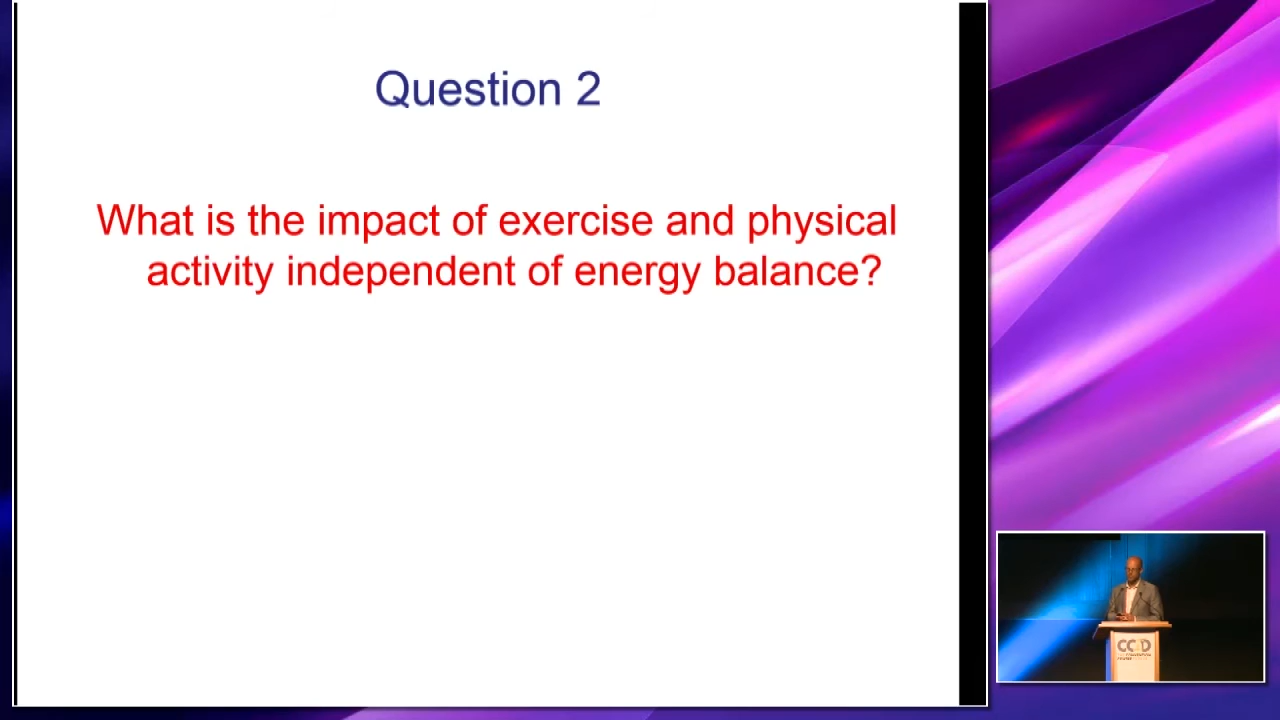 Question 2
What is the impact of exercise and physical
activity independent of energy balance?